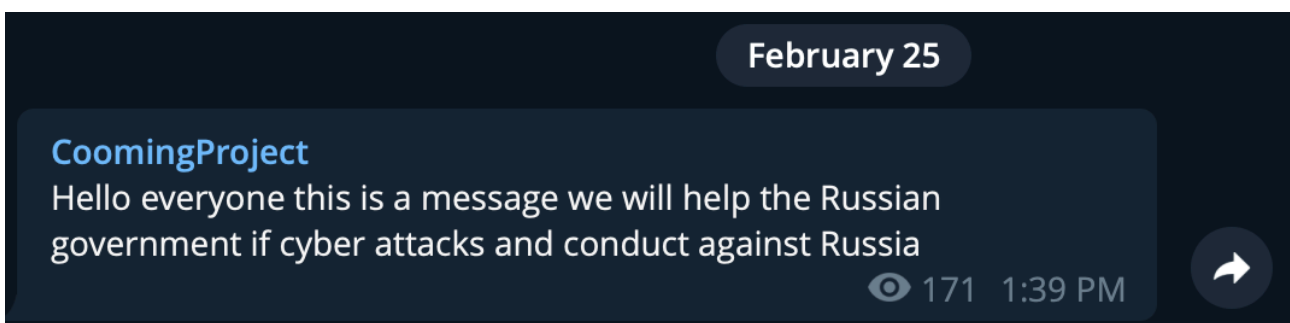 February 25
CoomingProject
Hello everyone this is a message we will help the Russian
government if cyber attacks and conduct against Russia
171 1:39 PM